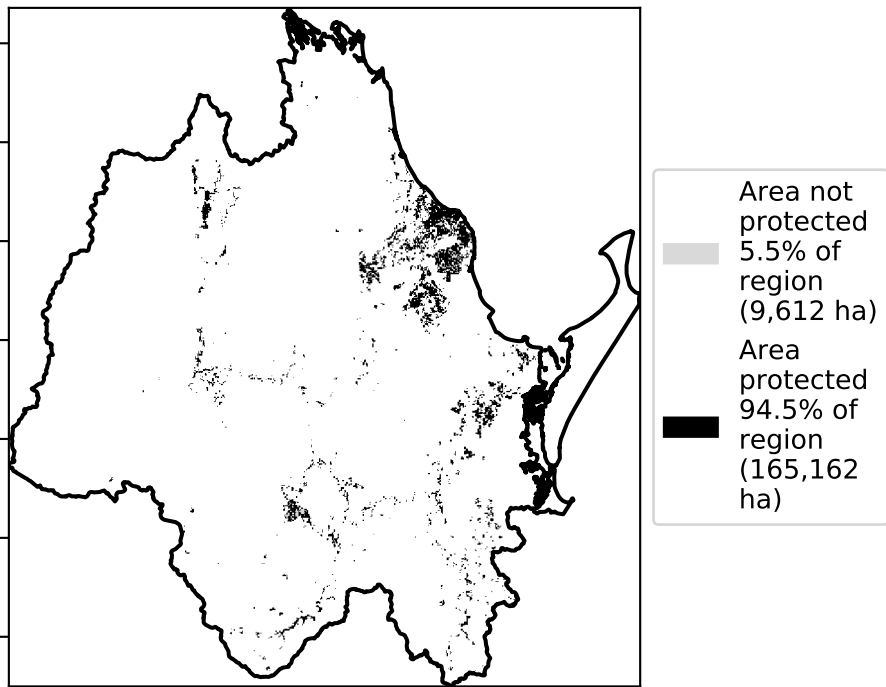 Area not
protected
5.5% of
region
(9,612 ha)
Area
protected
94.5% of
region
(165,162
ha)